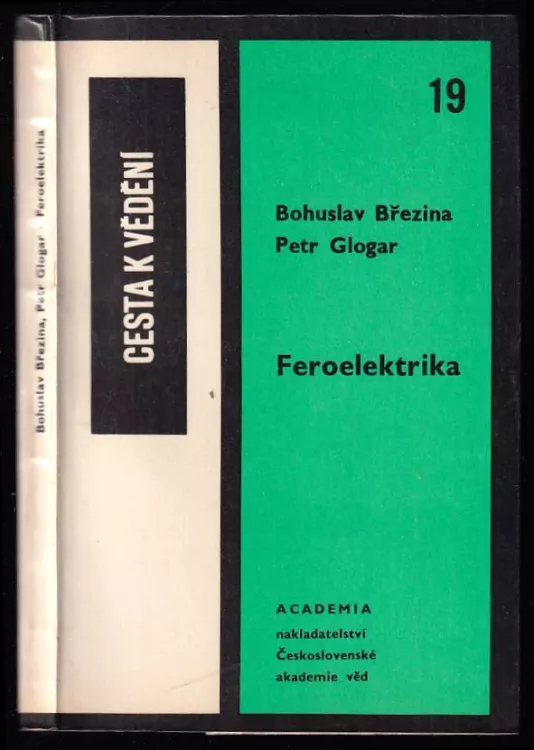 Bohuslav Březina, Petr Glogar - Feroelektrika
CESTA K VĚDĚNÍ
19
Bohuslav Březina
Petr Glogar
Feroelektrika
ACADEMIA
nakladatelství
Československé
akademie věd